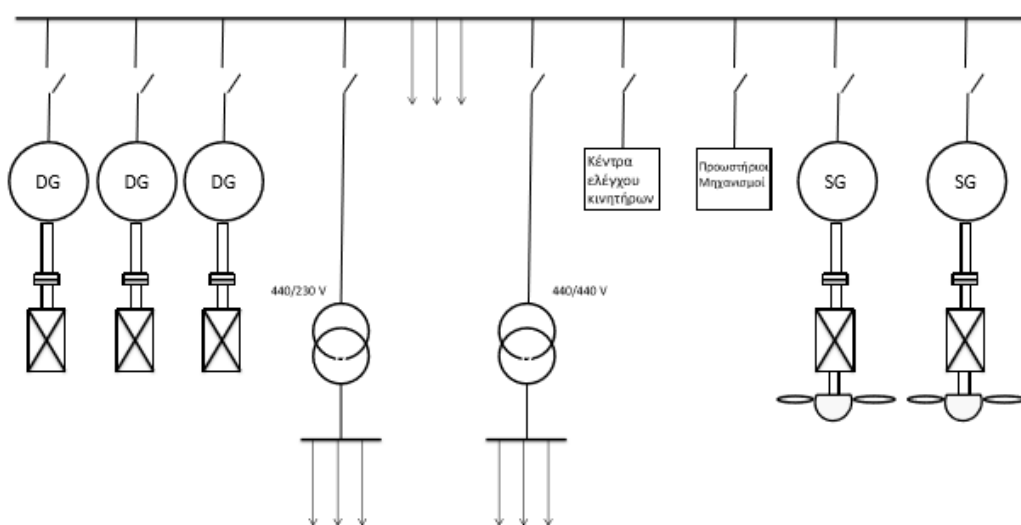 DG
DG
DG
440/230 V
440/440 V
Κέντρα
ελέγχου
κινητήρων
Προωστήριοι
Μηχανισμοί
SG
SG